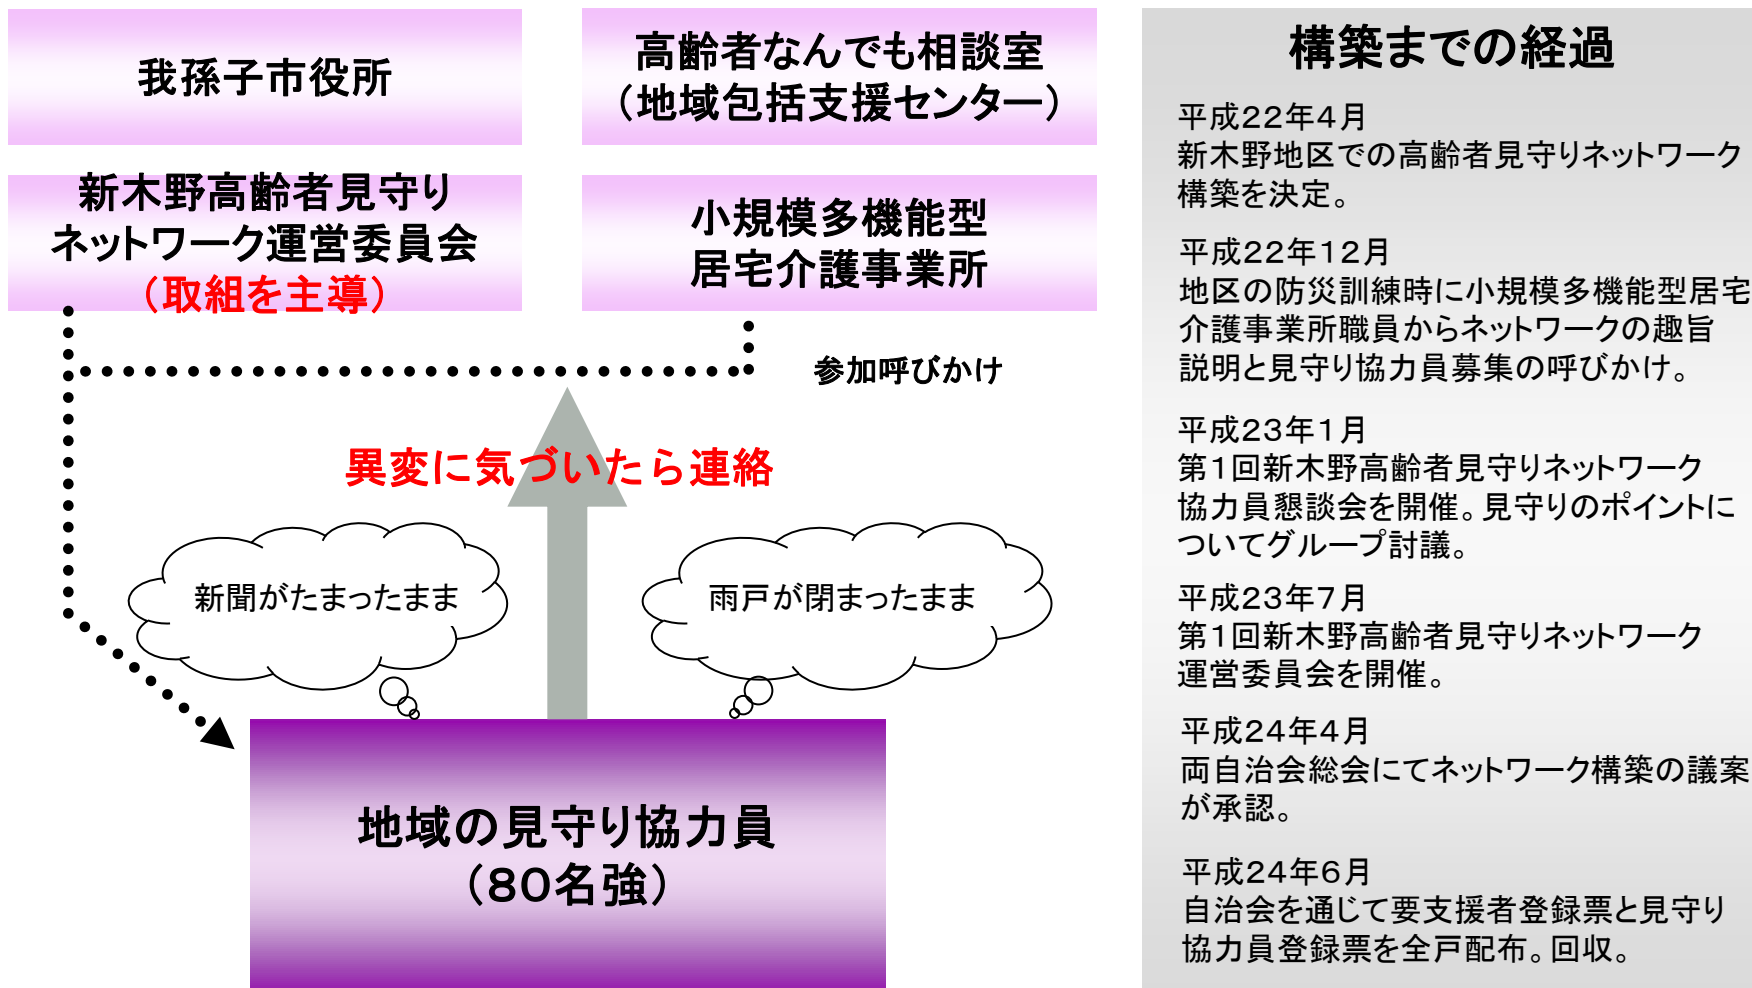 我孫子市役所
高齢者なんでも相談室
（地域包括支援センター）
新木野高齢者見守り
ネットワーク運営委員会
（取組を主導）
小規模多機能型
居宅介護事業所
参加呼びかけ
異変に気づいたら連絡
新聞がたまったまま
雨戸が閉まったまま
地域の見守り協力員
（８０名強）
構築までの経過
平成２２年４月
新木野地区での高齢者見守りネットワーク
構築を決定。
平成２２年１２月
地区の防災訓練時に小規模多機能型居宅
介護事業所職員からネットワークの趣旨
説明と見守り協力員募集の呼びかけ。
平成２３年１月
第１回新木野高齢者見守りネットワーク
協力員懇談会を開催。見守りのポイントに
ついてグループ討議。
平成２３年７月
第１回新木野高齢者見守りネットワーク
運営委員会を開催。
平成２４年４月
両自治会総会にてネットワーク構築の議案
が承認。
平成２４年６月
自治会を通じて要支援者登録票と見守り
協力員登録票を全戸配布。回収。